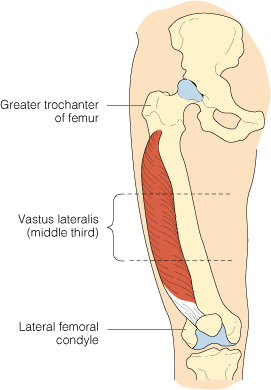 Greater trochanter
of femur
Vastus lateralis
(middle third)
Lateral femoral
condyle